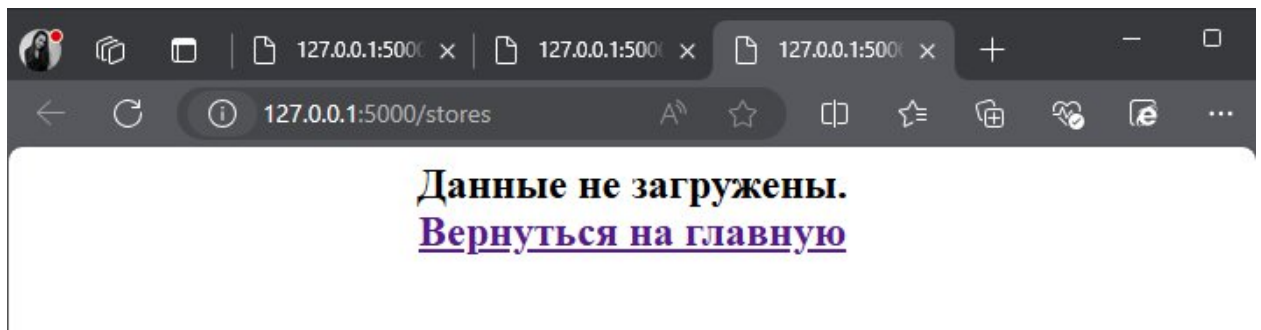 127.0.0.1:500 127.0.0.1:500 127.0.0.1:500
127.0.0.1:5000/stores
Данные не загружены.
Вернуться на главную